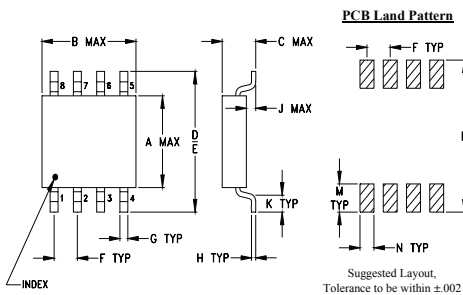 PCB Land Pattern
B MAX
C MAX
F TYP
8 7 6 5
J MAX
A MAX
D
E
K TYP
M
TYP
1 2 3 4
G TYP
H TYP
N TYP
F TYP
INDEX
Suggested Layout,
Tolerance to be within ±.002